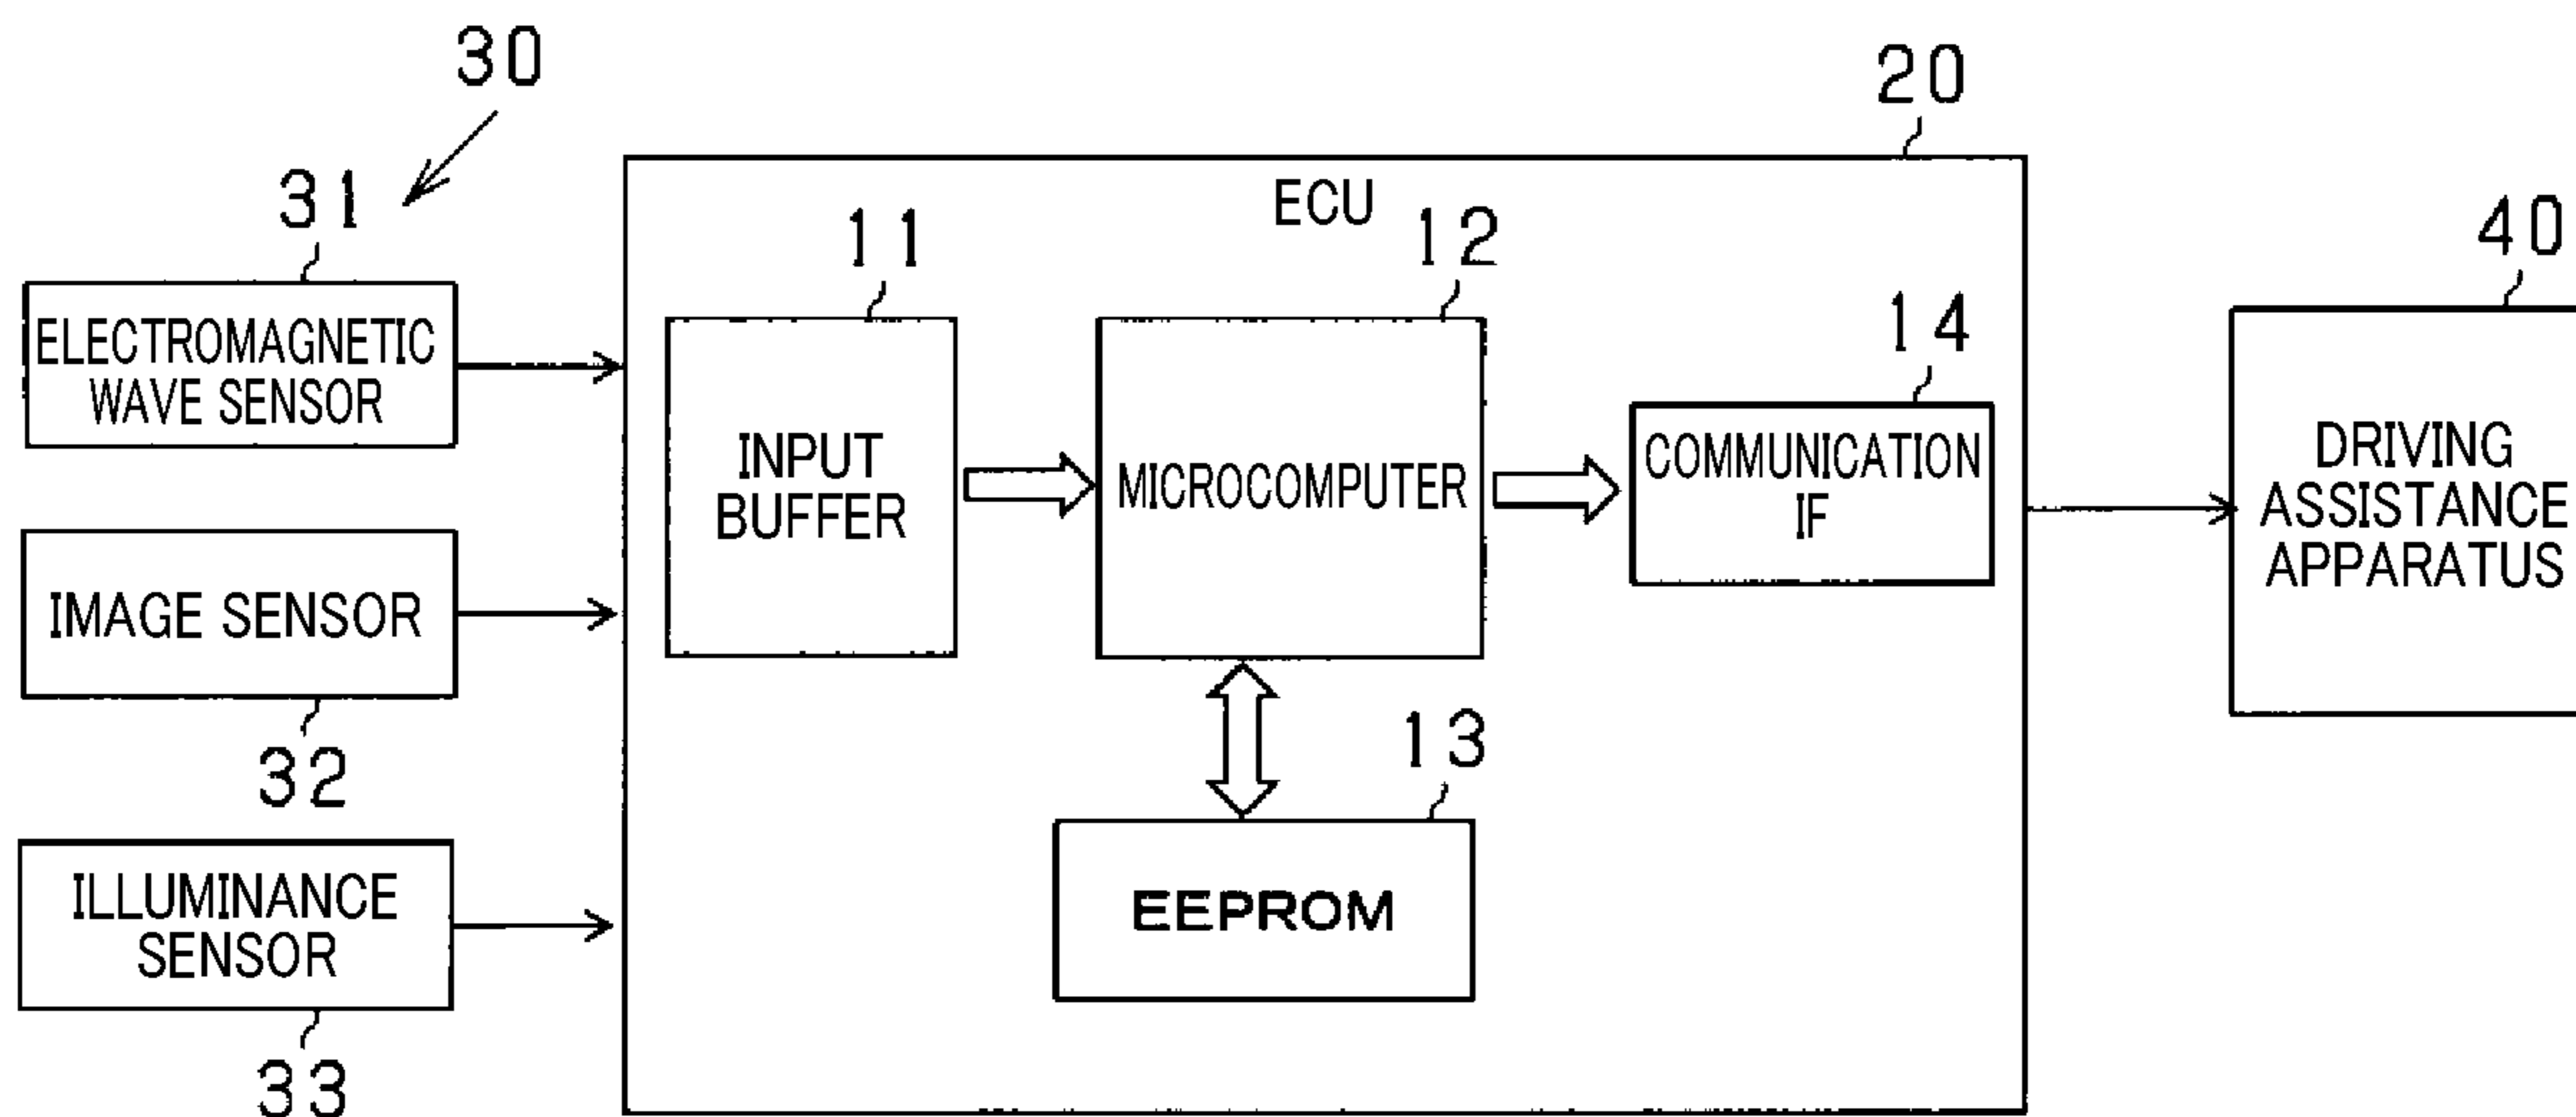 30
20
31
ECU
11
12
40
ELECTROMAGNETIC
WAVE SENSOR
14
INPUT
BUFFER
MICROCOMPUTER
COMMUNICATION
IF
DRIVING
ASSISTANCE
APPARATUS
IMAGE SENSOR
32
13
ILLUMINANCE
SENSOR
EEPROM
33